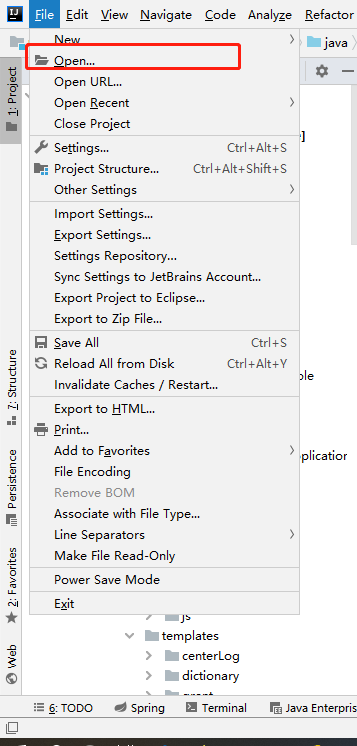 IJ File Edit View Navigate Code Analyze Refactor
java
1: Project
New
Open...
Open URL...
Open Recent
Close Project
Settings... Ctrl+Alt+S
Project Structure... Ctrl+Alt+Shift+S
Other Settings
Import Settings...
Export Settings...
Settings Repository...
Sync Settings to JetBrains Account...
Export Project to Eclipse...
Export to Zip File...
Save All Ctrl+S
Reload All from Disk Ctrl+Alt+Y
Invalidate Caches / Restart...
Export to HTML...
Print...
Add to Favorites
File Encoding
Remove BOM
Associate with File Type...
Line Separators
Make File Read-Only
Power Save Mode
Exit
7: Structure
Persistence
2: Favorites
Web
js
templates
centerLog
dictionary
6: TODO Spring Terminal Java Enterpris